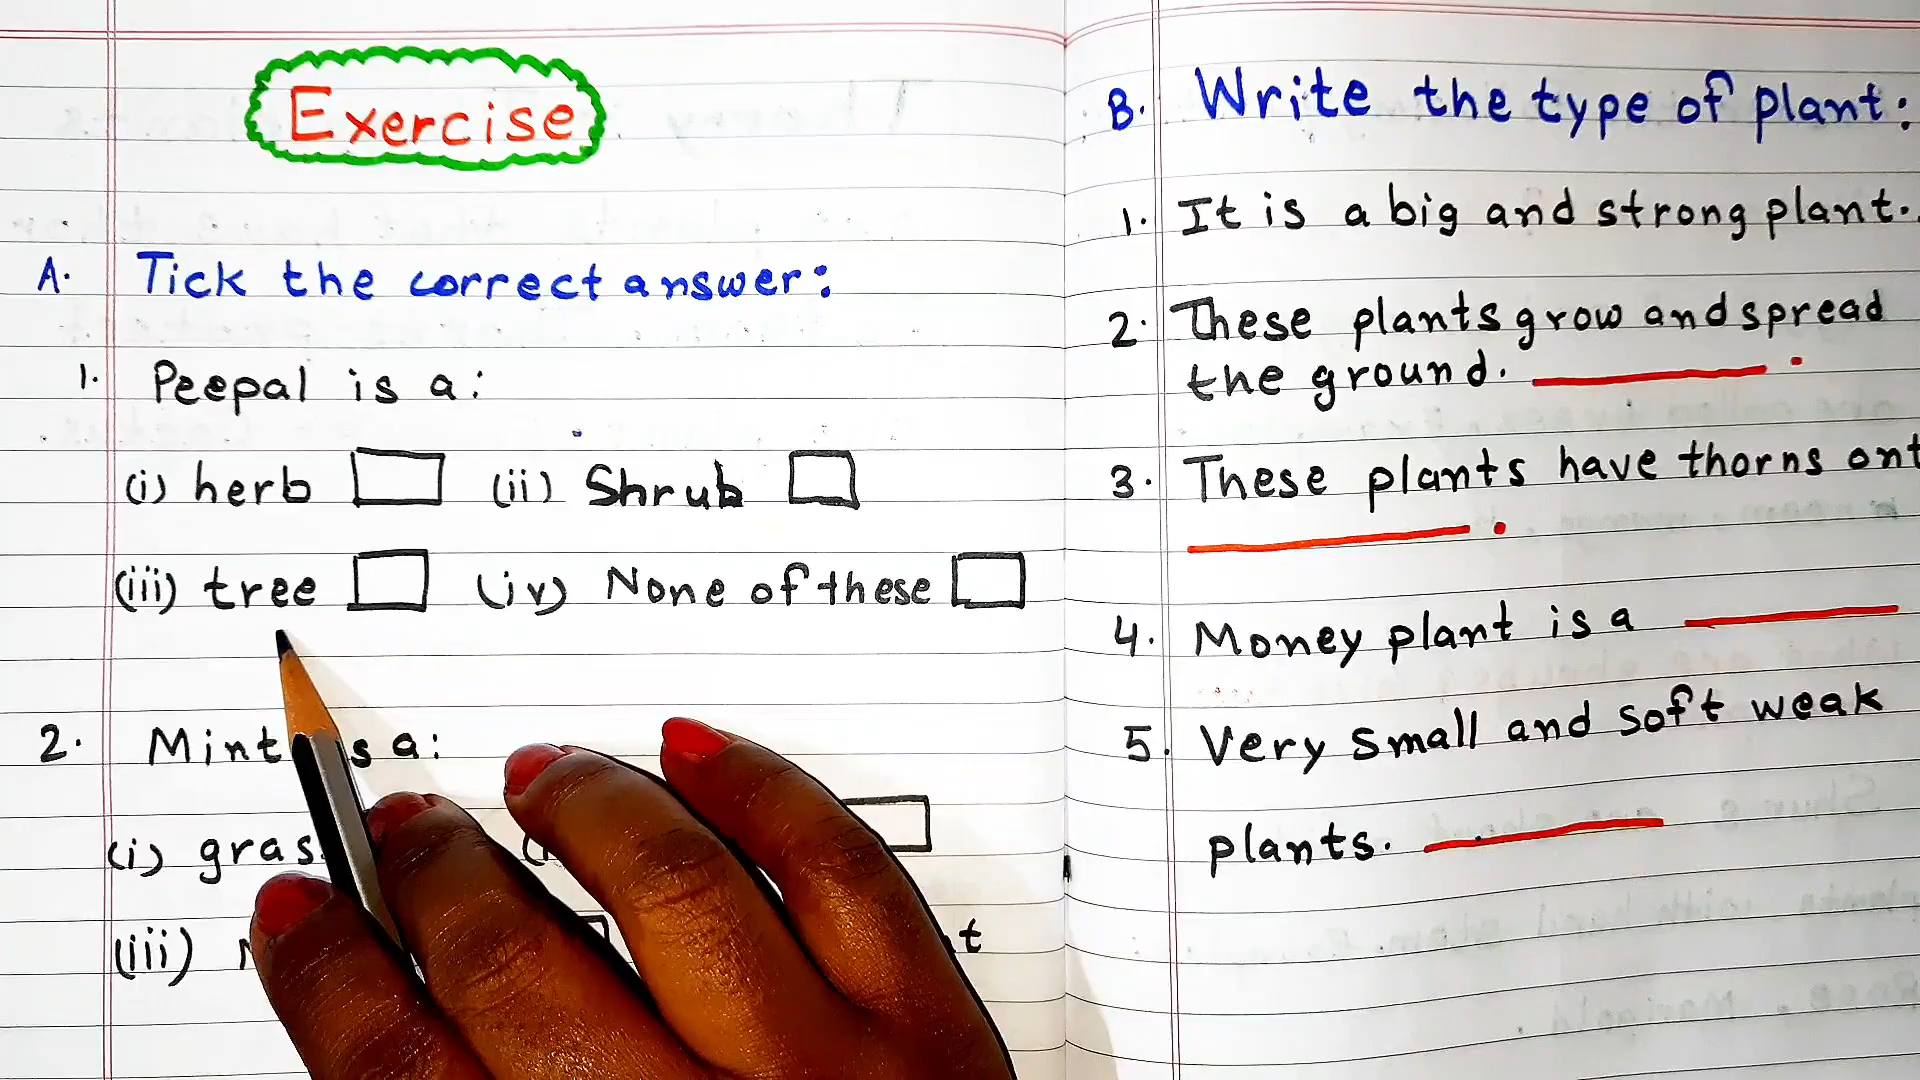 Exercise
A. Tick the correct answer:
1. Peepal is a:
(i) herb (ii) Shrub
(iii) tree (iv) None of these
2. Mint is a:
(i) gras
(iii)
B. Write the type of plant:
1. It is a big and strong plant.
2. These plants grow and spread
the ground.
3. These plants have thorns on
4. Money plant is a
5. Very small and soft weak
plants.